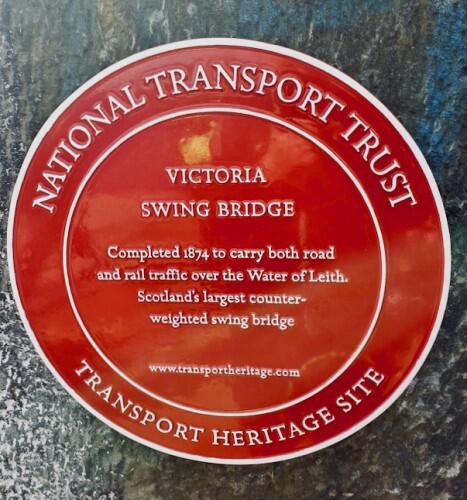 NATIONAL TRANSPORT TRUST
VICTORIA
SWING BRIDGE
Completed 1874 to carry both road
and rail traffic over the Water of Leith.
Scotland's largest counter-
weighted swing bridge
www.transportheritage.com
TRANSPORT HERITAGE SITE